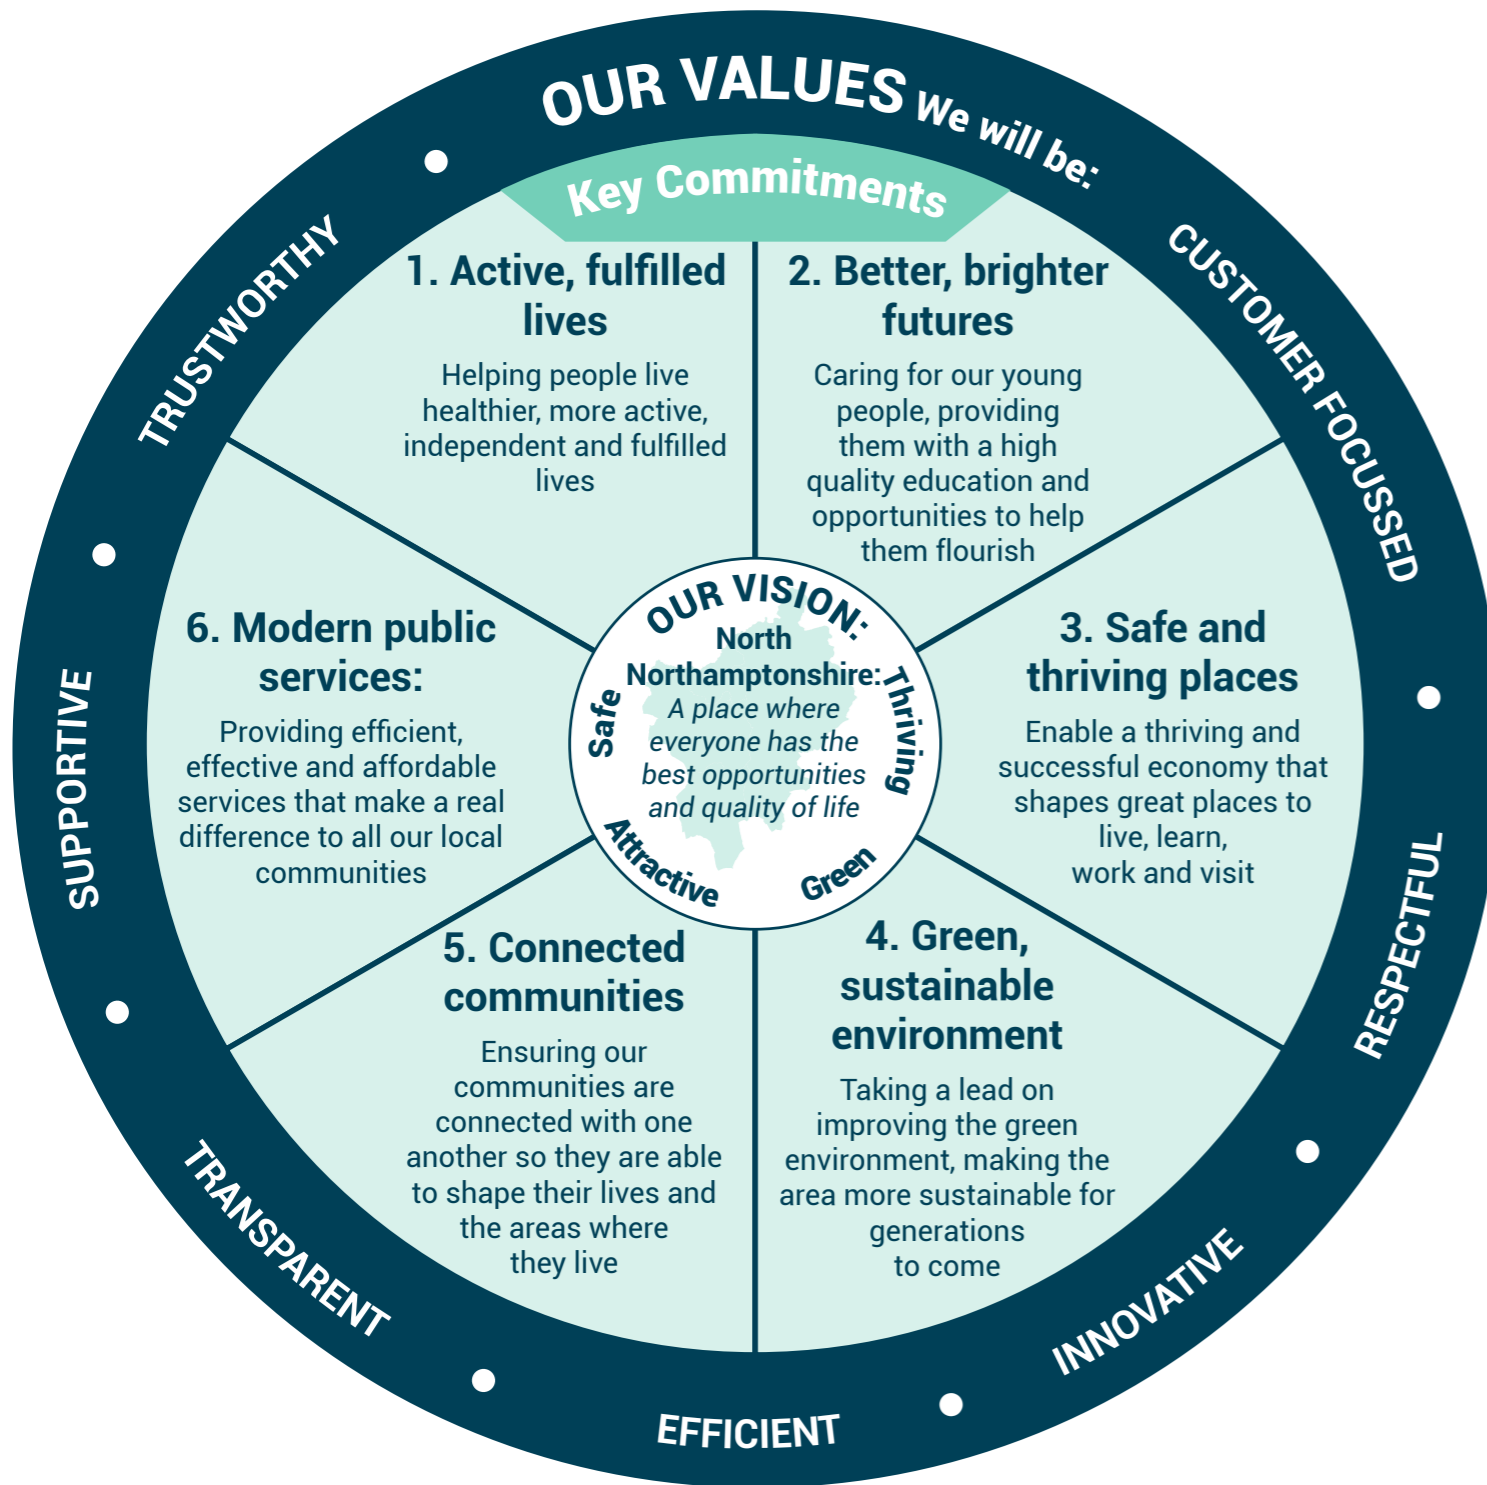 OUR VALUES We will be:
CUSTOMER FOCUSSED
RESPECTFUL
INNOVATIVE
EFFICIENT
TRANSPARENT
SUPPORTIVE
TRUSTWORTHY
Key Commitments
1. Active, fulfilled
lives
Helping people live
healthier, more active,
independent and fulfilled
lives
2. Better, brighter
futures
Caring for our young
people, providing
them with a high
quality education and
opportunities to help
them flourish
3. Safe and
thriving places
Enable a thriving and
successful economy that
shapes great places to
live, learn,
work and visit
4. Green,
sustainable
environment
Taking a lead on
improving the green
environment, making the
area more sustainable for
generations
to come
5. Connected
communities
Ensuring our
communities are
connected with one
another so they are able
to shape their lives and
the areas where
they live
6. Modern public
services:
Providing efficient,
effective and affordable
services that make a real
difference to all our local
communities
OUR VISION:
North
Northamptonshire:
A place where
everyone has the
best opportunities
and quality of life
Safe
Thriving
Green
Attractive